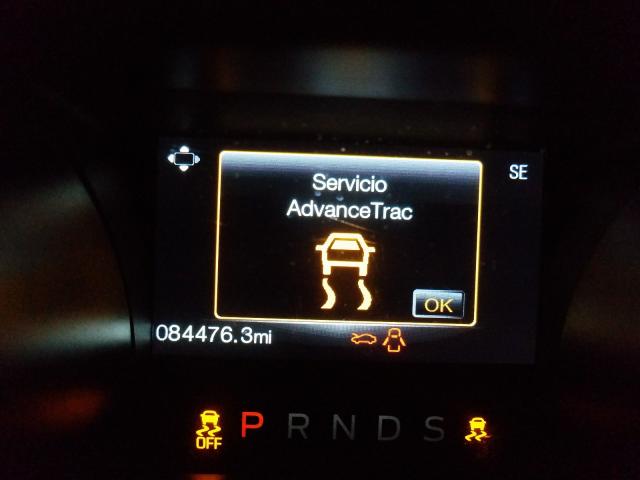 SE
Servicio
AdvanceTrac
OK
084476.3mi
OFF P R N D S